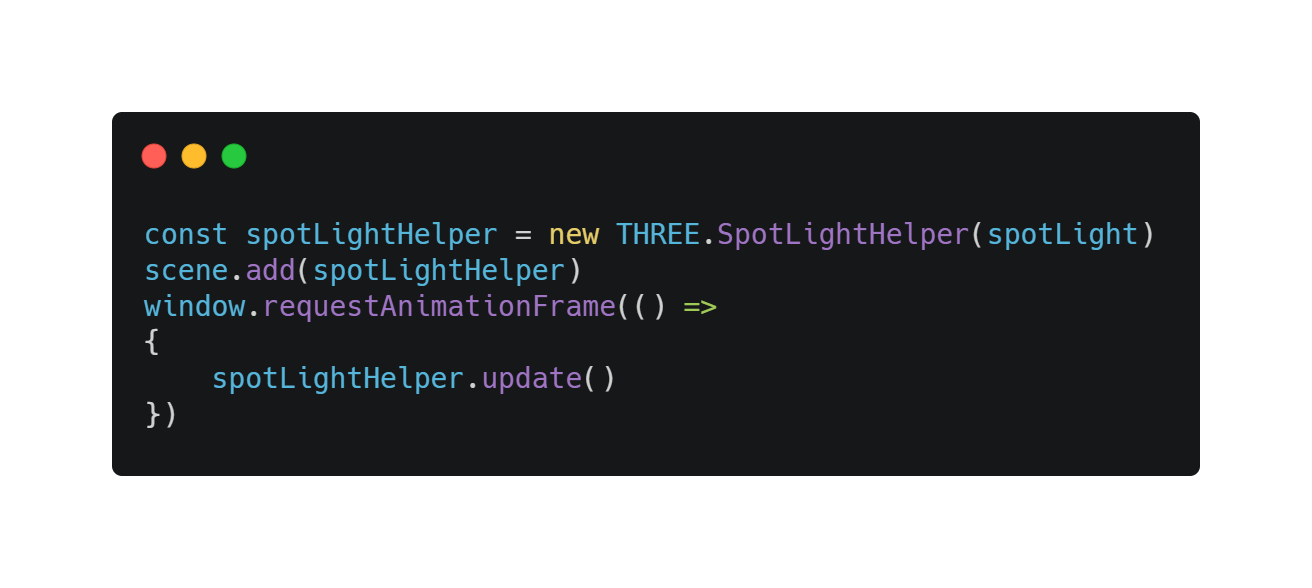 const spotLightHelper = new THREE.SpotLightHelper(spotLight)
scene.add(spotLightHelper)
window.requestAnimationFrame(() =>
{
    spotLightHelper.update()
})